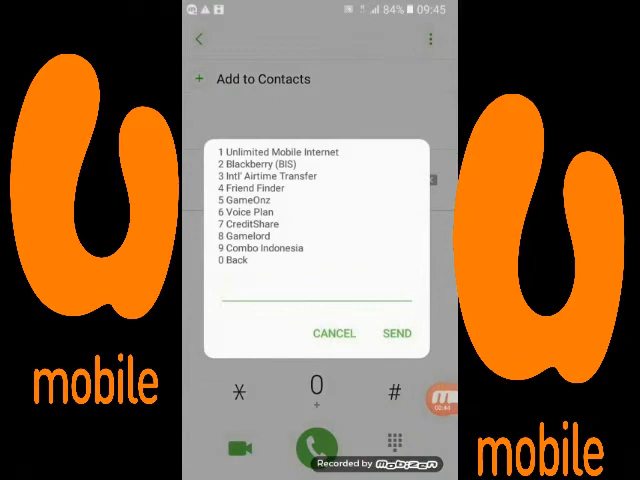 84% 09:45
+ Add to Contacts
1 Unlimited Mobile Internet
2 Blackberry (BIS)
3 Intl' Airtime Transfer
4 Friend Finder
5 GameOnz
6 Voice Plan
7 CreditShare
8 Gamelord
9 Combo Indonesia
0 Back
CANCEL SEND
* 0 #
+
02:44
Recorded by mobizen
mobile
mobile